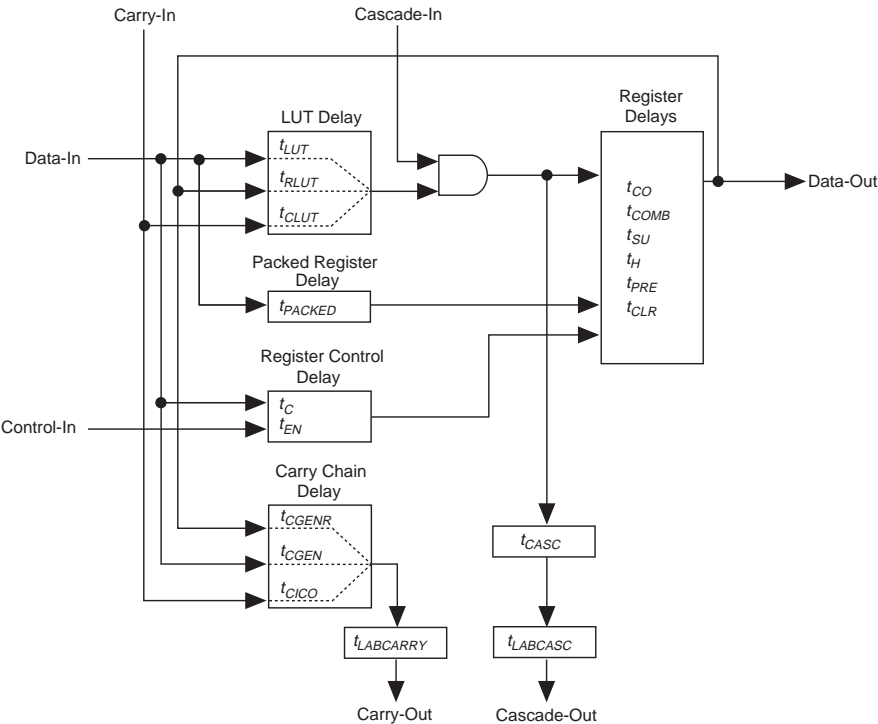 Carry-In
Cascade-In
LUT Delay
Register
Delays
Data-In
tLUT
tRLUT
tCLUT
Data-Out
tCO
tCOMB
tSU
tH
tPRE
tCLR
Packed Register
Delay
tPACKED
Register Control
Delay
Control-In
tC
tEN
Carry Chain
Delay
tCGENR
tCGEN
tCICO
tCASC
tLABCARRY
tLABCASC
Carry-Out
Cascade-Out